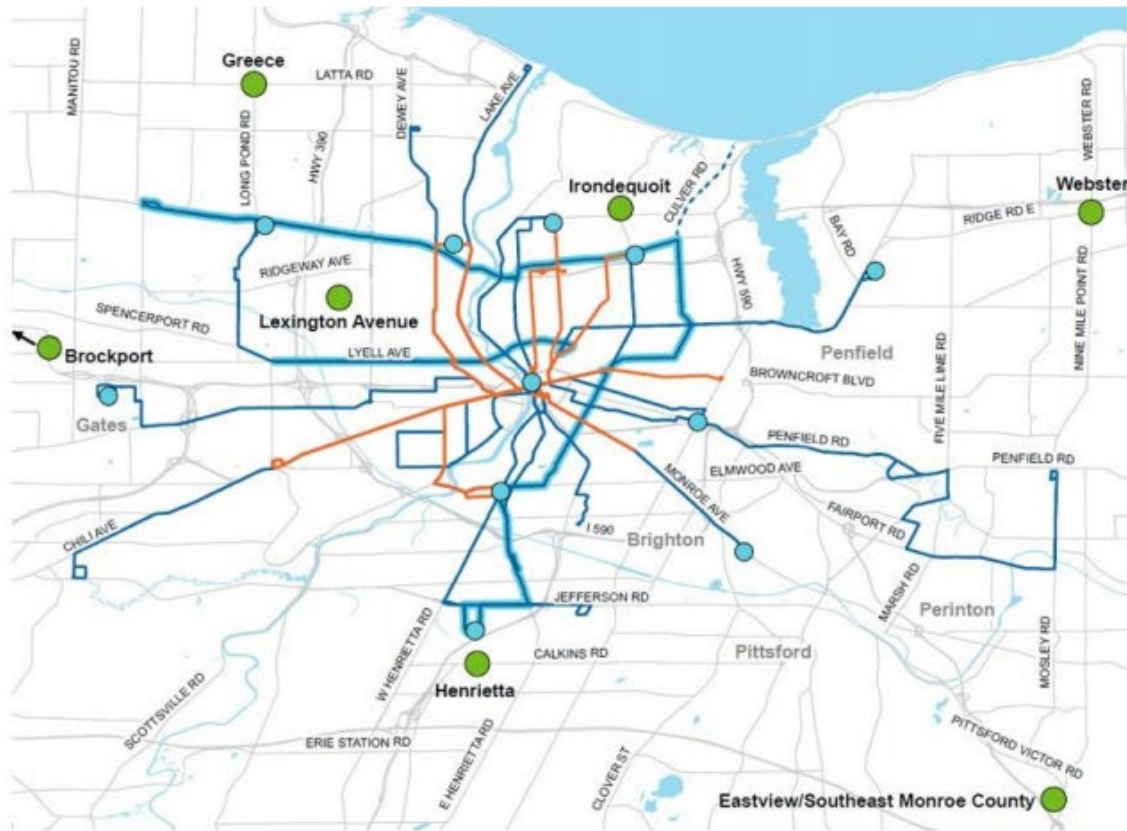 MANITOU RD
Greece
LATTA RD
LONG POND RD
HWY 390
DEWEY AVE
LAKE AVE
Irondequoit
CULVER RD
WEBSTER RD
Webster
RIDGE RD E
BAY RD
RIDGEWAY AVE
HWY 590
NINE MILE POINT RD
Lexington Avenue
SPENCERPORT RD
Brockport
LYELL AVE
Penfield
FIVE MILE LINE RD
BROWNCROFT BLVD
Gates
PENFIELD RD
PENFIELD RD
ELMWOOD AVE
MONROE AVE
FAIRPORT RD
CHILI AVE
I 590
Brighton
MARSH RD
JEFFERSON RD
Perinton
W HENRIETTA RD
CALKINS RD
Pittsford
MOSLEY RD
Henrietta
SCOTTSVILLE RD
ERIE STATION RD
E HENRIETTA RD
CLOVER ST
PITTSFORD VICTOR RD
Eastview/Southeast Monroe County